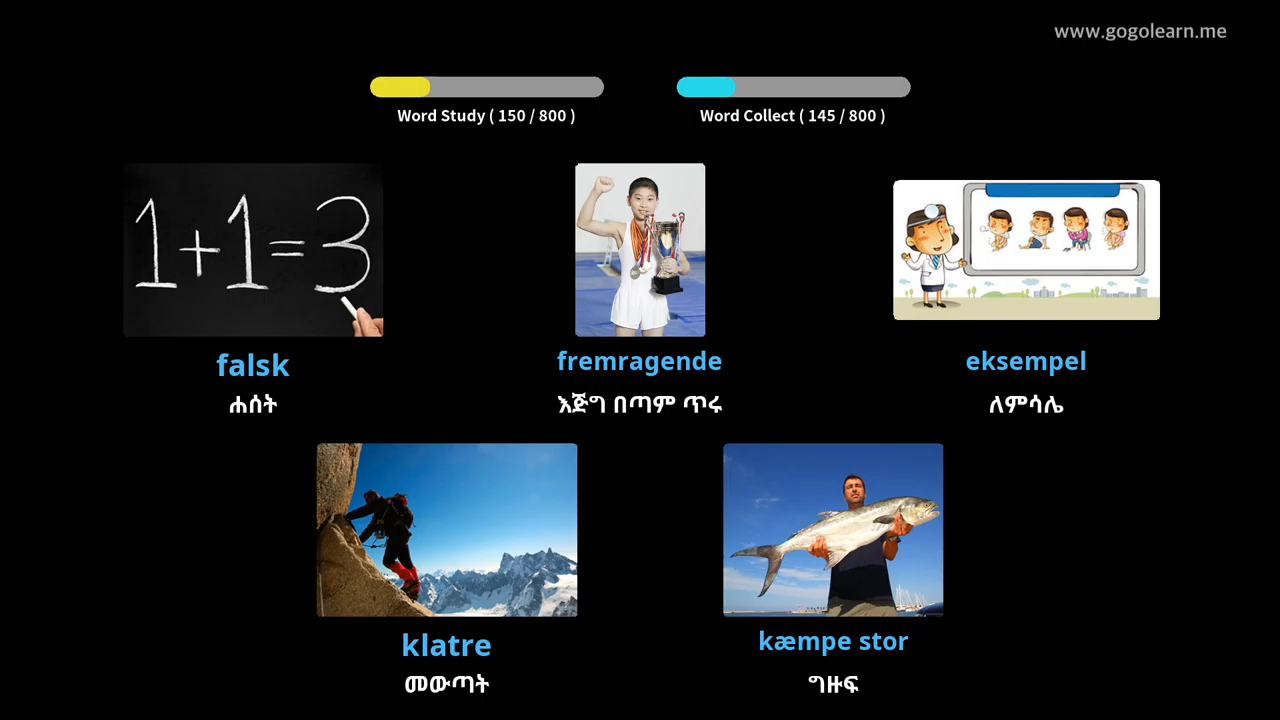 www.gogolearn.me
Word Study ( 150 / 800 )
Word Collect ( 145 / 800 )
1+1=3
falsk
ሐሰት
fremragende
እጅግ በጣም ጥሩ
eksempel
ለምሳሌ
klatre
መውጣት
kæmpe stor
ግዙፍ